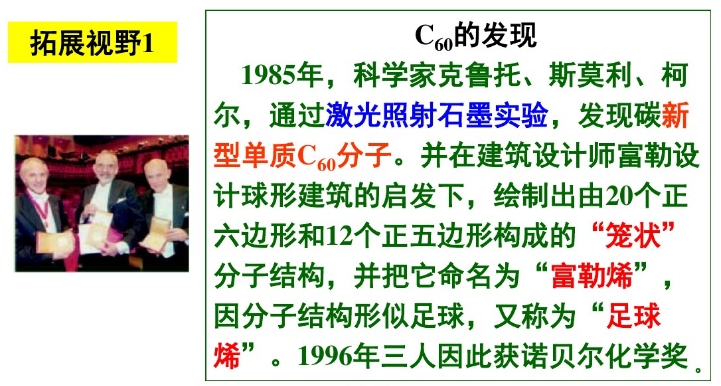 拓展视野1
C60的发现
1985年，科学家克鲁托、斯莫利、柯
尔，通过激光照射石墨实验，发现碳新
型单质C60分子。并在建筑设计师富勒设
计球形建筑的启发下，绘制出由20个正
六边形和12个正五边形构成的“笼状”
分子结构，并把它命名为“富勒烯”，
因分子结构形似足球，又称为“足球
烯”。1996年三人因此获诺贝尔化学奖。